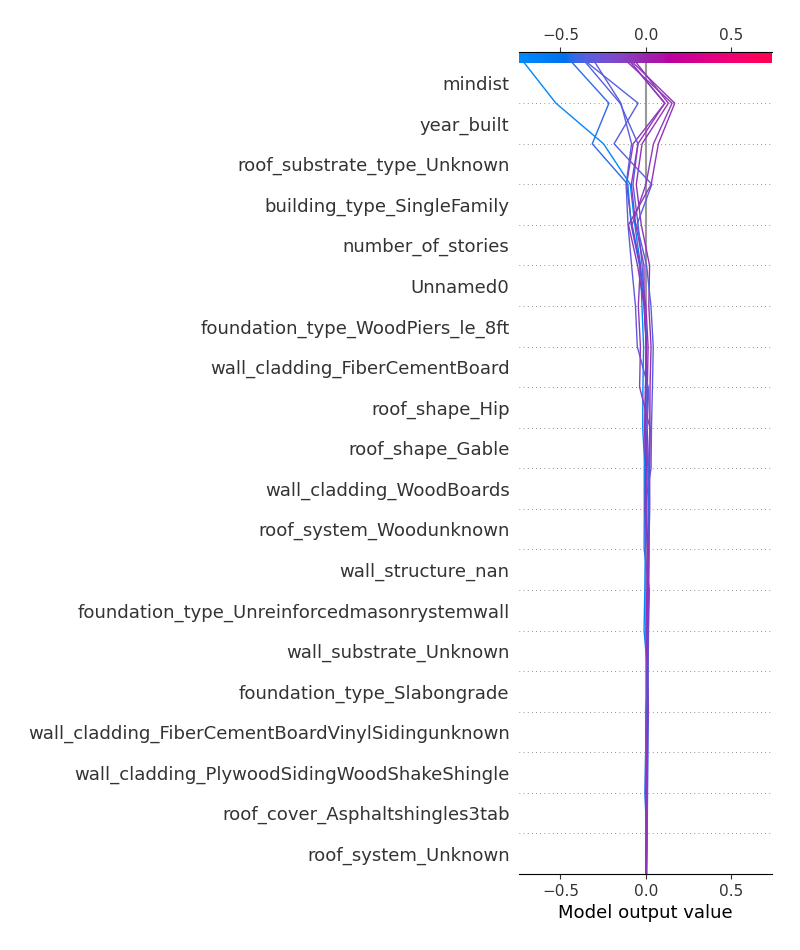 −0.5 0.0 0.5
mindist
year_built
roof_substrate_type_Unknown
building_type_SingleFamily
number_of_stories
Unnamed0
foundation_type_WoodPiers_le_8ft
wall_cladding_FiberCementBoard
roof_shape_Hip
roof_shape_Gable
wall_cladding_WoodBoards
roof_system_Woodunknown
wall_structure_nan
foundation_type_Unreinforcedmasonrystemwall
wall_substrate_Unknown
foundation_type_Slabongrade
wall_cladding_FiberCementBoardVinylSidingunknown
wall_cladding_PlywoodSidingWoodShakeShingle
roof_cover_Asphaltshingles3tab
roof_system_Unknown
−0.5 0.0 0.5
Model output value